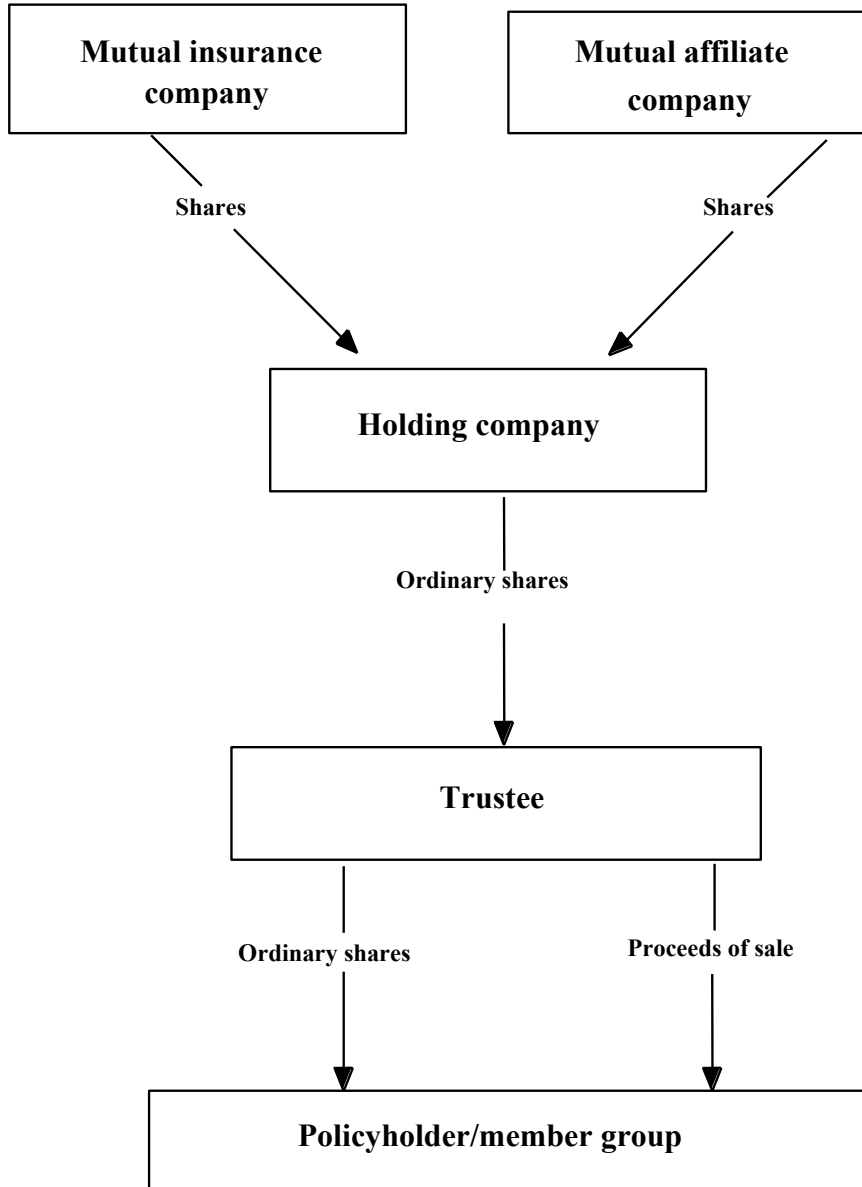 Mutual insurance
company
Mutual affiliate
company
Shares
Shares
Holding company
Ordinary shares
Trustee
Ordinary shares
Proceeds of sale
Policyholder/member group